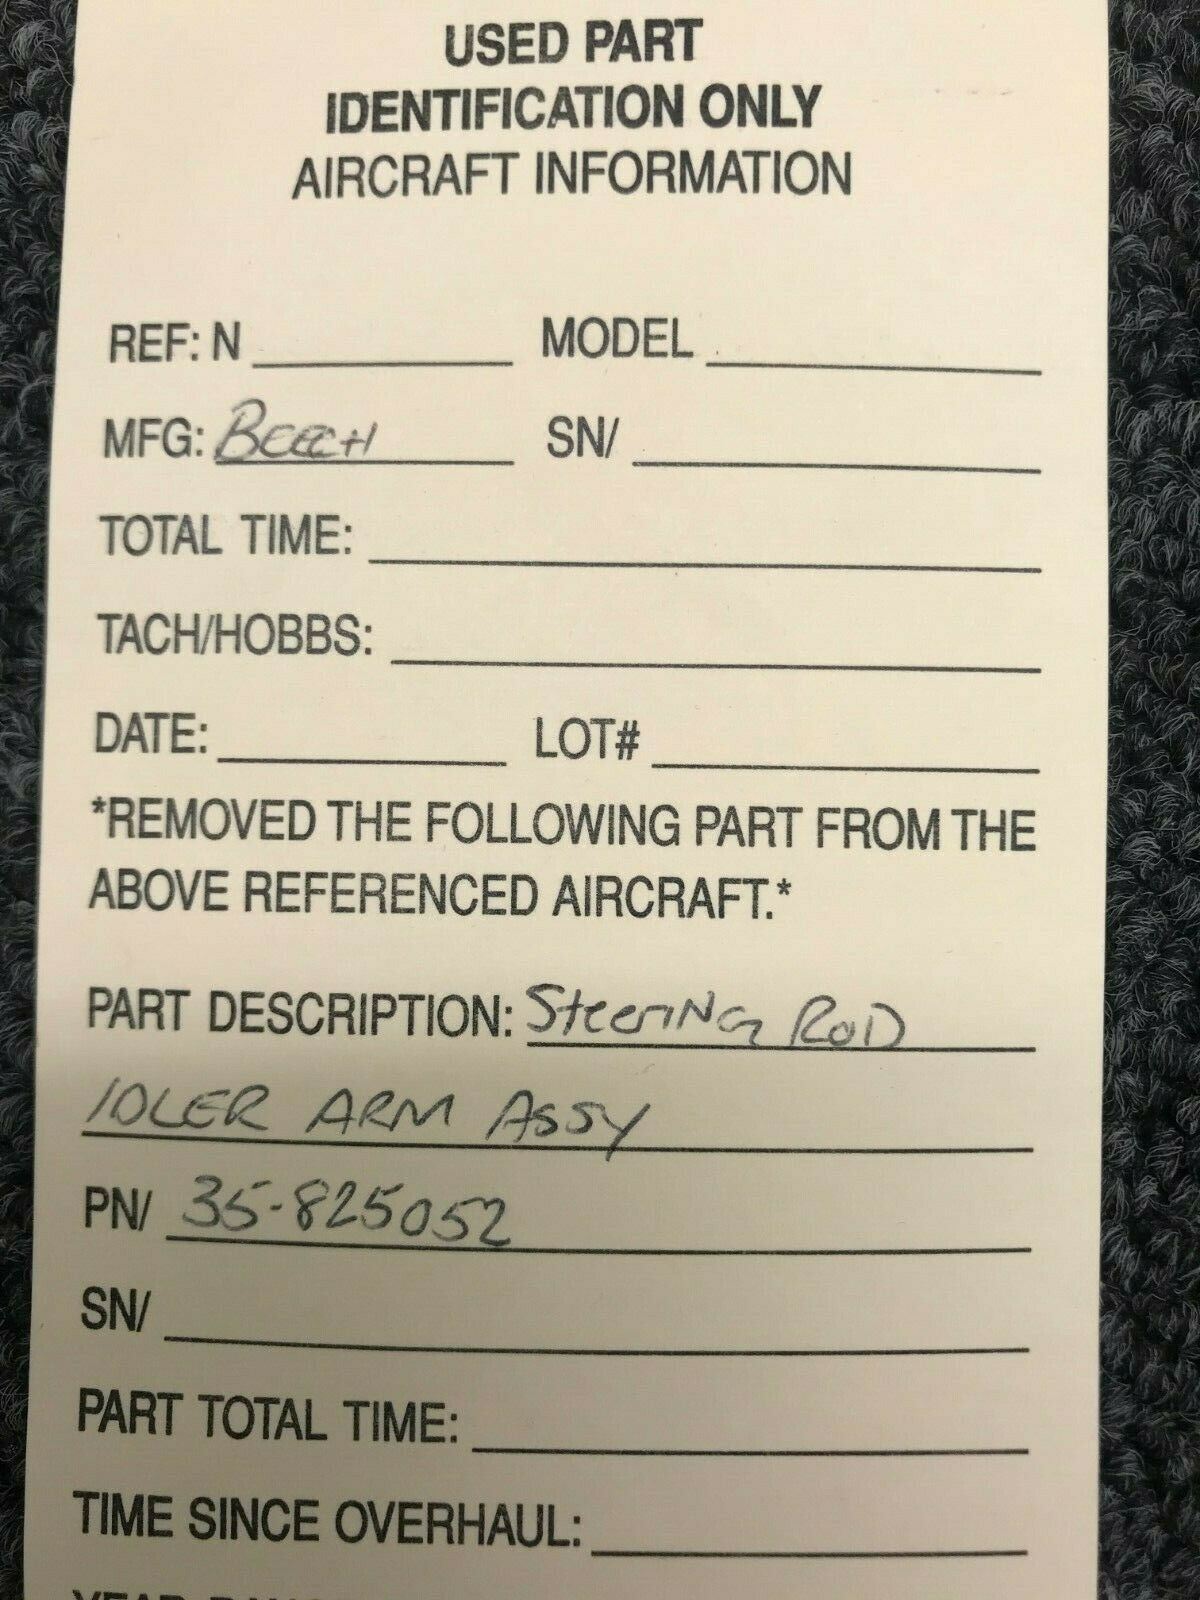 USED PART
IDENTIFICATION ONLY
AIRCRAFT INFORMATION
REF: N MODEL
MFG: BEECH SN/
TOTAL TIME:
TACH/HOBBS:
DATE: LOT#
*REMOVED THE FOLLOWING PART FROM THE
ABOVE REFERENCED AIRCRAFT.*
PART DESCRIPTION: SteeriNG ROD
IDLER ARM ASSY
PN/ 35-825052
SN/
PART TOTAL TIME:
TIME SINCE OVERHAUL: